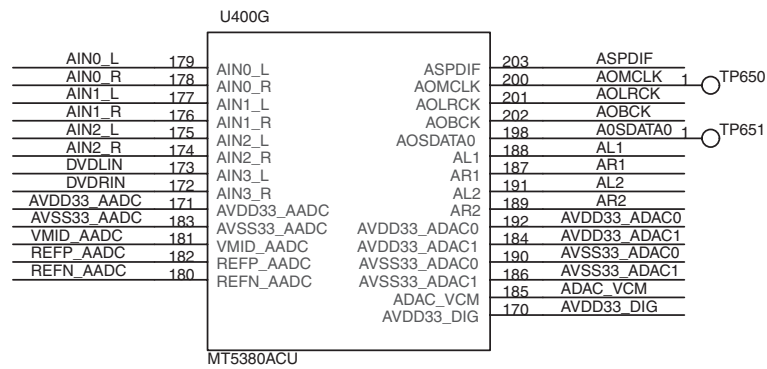 U400G
AIN0_L 179 AIN0_L ASPDIF 203 ASPDIF
AIN0_R 178 AIN0_R AOMCLK 200 AOMCLK 1 TP650
AIN1_L 177 AIN1_L AOLRCK 201 AOLRCK
AIN1_R 176 AIN1_R AOBCK 202 AOBCK
AIN2_L 175 AIN2_L AOSDATA0 198 A0SDATA0 1 TP651
AIN2_R 174 AIN2_R AL1 188 AL1
DVDLIN 173 AIN3_L AR1 187 AR1
DVDRIN 172 AIN3_R AL2 191 AL2
AVDD33_AADC 171 AVDD33_AADC AR2 189 AR2
AVSS33_AADC 183 AVSS33_AADC AVDD33_ADAC0 192 AVDD33_ADAC0
VMID_AADC 181 VMID_AADC AVDD33_ADAC1 184 AVDD33_ADAC1
REFP_AADC 182 REFP_AADC AVSS33_ADAC0 190 AVSS33_ADAC0
REFN_AADC 180 REFN_AADC AVSS33_ADAC1 186 AVSS33_ADAC1
ADAC_VCM 185 ADAC_VCM
AVDD33_DIG 170 AVDD33_DIG
MT5380ACU